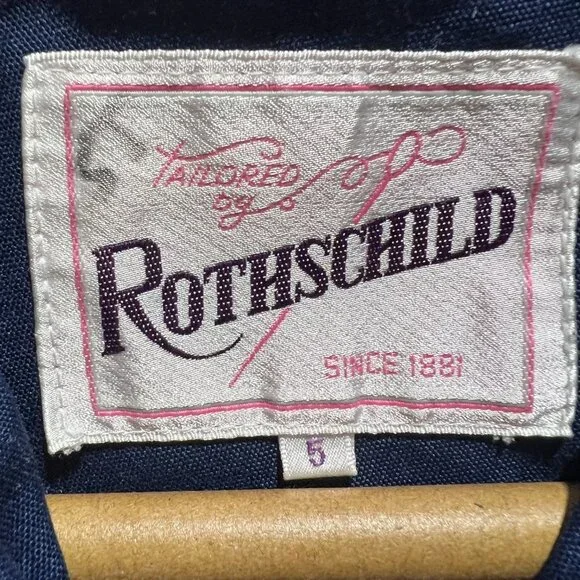 TAILORED
by
ROTHSCHILD
SINCE 1881
5